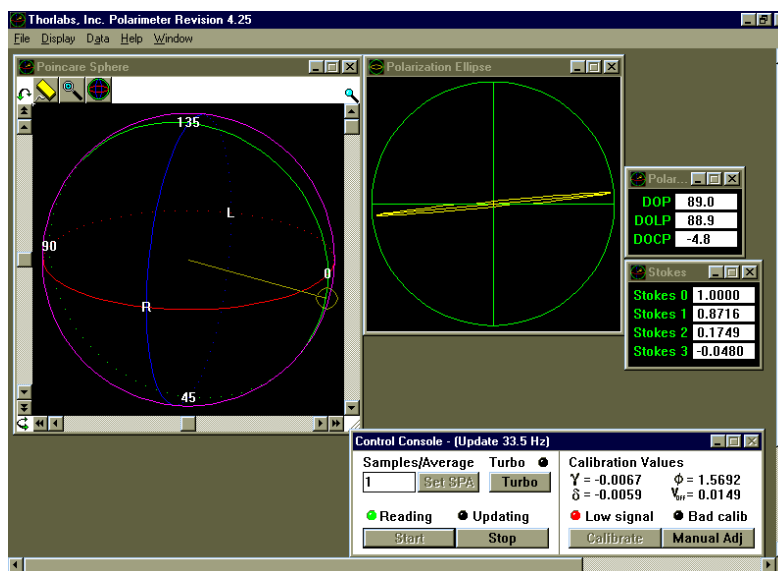 Thorlabs, Inc. Polarimeter Revision 4.25
File Display Data Help Window
Poincare Sphere
135
L
90
0
R
45
Polarization Ellipse
Polar...
DOP 89.0
DOLP 88.9
DOCP -4.8
Stokes
Stokes 0 1.0000
Stokes 1 0.8716
Stokes 2 0.1749
Stokes 3 -0.0480
Control Console - (Update 33.5 Hz)
Samples/Average Turbo
1 Set SPA Turbo
Reading Updating
Start Stop
Calibration Values
γ = -0.0067 Φ = 1.5692
δ = -0.0059 VOFF = 0.0149
Low signal Bad calib
Calibrate Manual Adj